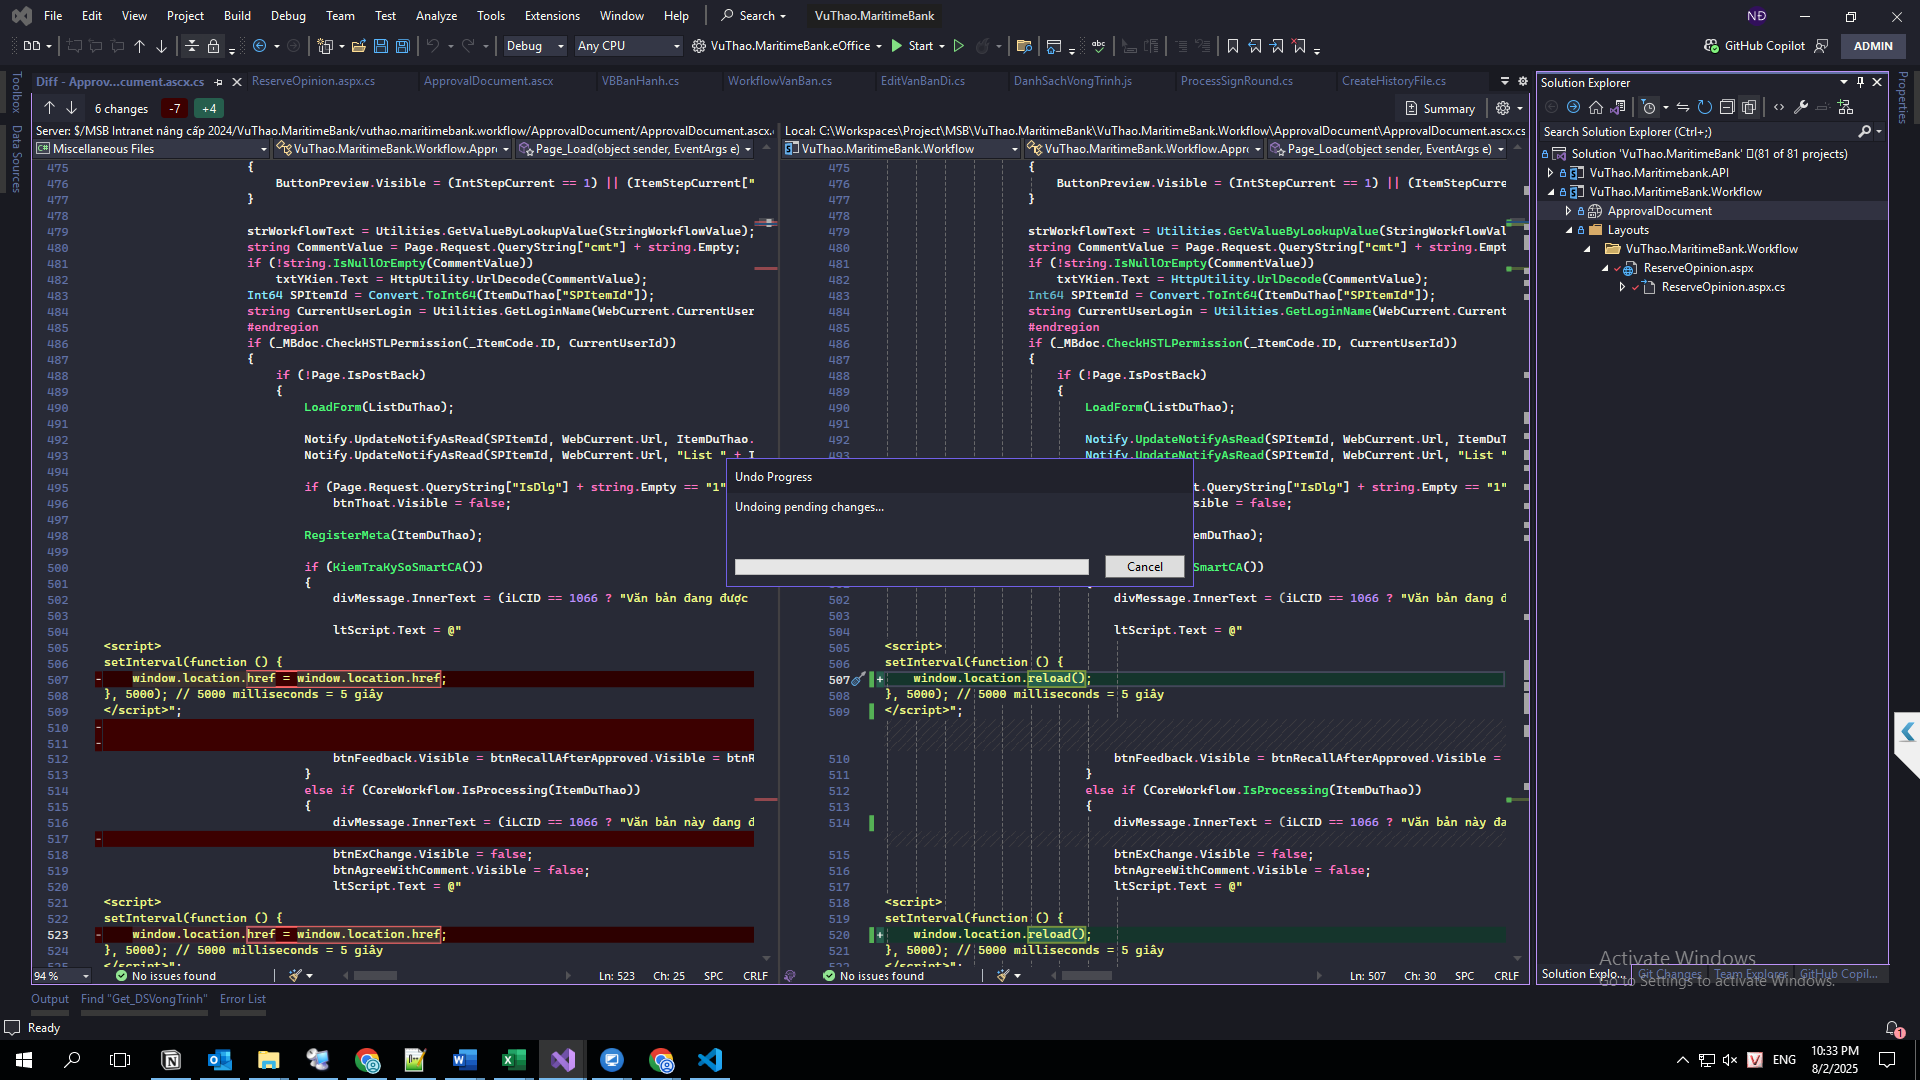 File Edit View Project Build Debug Team Test Analyze Tools Extensions Window Help Search VuThao.MaritimeBank NĐ
Debug Any CPU VuThao.MaritimeBank.eOffice Start GitHub Copilot ADMIN
Diff - Approv...cument.ascx.cs ReserveOpinion.aspx.cs ApprovalDocument.ascx VBBanHanh.cs WorkflowVanBan.cs EditVanBanDi.cs DanhSachVongTrinh.js ProcessSignRound.cs CreateHistoryFile.cs
Toolbox
Data Sources
6 changes -7 +4 Summary
Server: $/MSB Intranet nâng cấp 2024/VuThao.MaritimeBank/vuthao.maritimebank.workflow/ApprovalDocument/ApprovalDocument.ascx.
Miscellaneous Files VuThao.MaritimeBank.Workflow.Appr Page_Load(object sender, EventArgs e)
475 {
476 ButtonPreview.Visible = (IntStepCurrent == 1) || (ItemStepCurrent["
477 }
478
479 strWorkflowText = Utilities.GetValueByLookupValue(StringWorkflowValue);
480 string CommentValue = Page.Request.QueryString["cmt"] + string.Empty;
481 if (!string.IsNullOrEmpty(CommentValue))
482 txtYKien.Text = HttpUtility.UrlDecode(CommentValue);
483 Int64 SPItemId = Convert.ToInt64(ItemDuThao["SPItemId"]);
484 string CurrentUserLogin = Utilities.GetLoginName(WebCurrent.CurrentUser
485 #endregion
486 if (_MBdoc.CheckHSTLPermission(_ItemCode.ID, CurrentUserId))
487 {
488 if (!Page.IsPostBack)
489 {
490 LoadForm(ListDuThao);
491
492 Notify.UpdateNotifyAsRead(SPItemId, WebCurrent.Url, ItemDuThao.
493 Notify.UpdateNotifyAsRead(SPItemId, WebCurrent.Url, "List " + I
494
495 if (Page.Request.QueryString["IsDlg"] + string.Empty == "1"
496 btnThoat.Visible = false;
497
498 RegisterMeta(ItemDuThao);
499
500 if (KiemTraKySoSmartCA())
501 {
502 divMessage.InnerText = (iLCID == 1066 ? "Văn bản đang được
503
504 ltScript.Text = @"
505 <script>
506 setInterval(function () {
507 - window.location.href = window.location.href;
508 }, 5000); // 5000 milliseconds = 5 giây
509 </script>";
510 -
511 -
512 btnFeedback.Visible = btnRecallAfterApproved.Visible = btnR
513 }
514 else if (CoreWorkflow.IsProcessing(ItemDuThao))
515 {
516 divMessage.InnerText = (iLCID == 1066 ? "Văn bản này đang đ
517 -
518 btnExChange.Visible = false;
519 btnAgreeWithComment.Visible = false;
520 ltScript.Text = @"
521 <script>
522 setInterval(function () {
523 - window.location.href = window.location.href;
524 }, 5000); // 5000 milliseconds = 5 giây
94 % No issues found Ln: 523 Ch: 25 SPC CRLF
Local: C:\Workspaces\Project\MSB\VuThao.MaritimeBank\VuThao.MaritimeBank.Workflow\ApprovalDocument\ApprovalDocument.ascx.cs
VuThao.MaritimeBank.Workflow VuThao.MaritimeBank.Workflow.Appr Page_Load(object sender, EventArgs e)
475 {
476 ButtonPreview.Visible = (IntStepCurrent == 1) || (ItemStepCurre
477 }
478
479 strWorkflowText = Utilities.GetValueByLookupValue(StringWorkflowVal
480 string CommentValue = Page.Request.QueryString["cmt"] + string.Empt
481 if (!string.IsNullOrEmpty(CommentValue))
482 txtYKien.Text = HttpUtility.UrlDecode(CommentValue);
483 Int64 SPItemId = Convert.ToInt64(ItemDuThao["SPItemId"]);
484 string CurrentUserLogin = Utilities.GetLoginName(WebCurrent.Current
485 #endregion
486 if (_MBdoc.CheckHSTLPermission(_ItemCode.ID, CurrentUserId))
487 {
488 if (!Page.IsPostBack)
489 {
490 LoadForm(ListDuThao);
491
492 Notify.UpdateNotifyAsRead(SPItemId, WebCurrent.Url, ItemDuT
493 Notify.UpdateNotifyAsRead(SPItemId, WebCurrent.Url, "List "
t.QueryString["IsDlg"] + string.Empty == "1"
sible = false;
mDuThao);
SmartCA())
502 divMessage.InnerText = (iLCID == 1066 ? "Văn bản đang đ
503
504 ltScript.Text = @"
505 <script>
506 setInterval(function () {
507 + window.location.reload();
508 }, 5000); // 5000 milliseconds = 5 giây
509 </script>";
510 btnFeedback.Visible = btnRecallAfterApproved.Visible =
511 }
512 else if (CoreWorkflow.IsProcessing(ItemDuThao))
513 {
514 divMessage.InnerText = (iLCID == 1066 ? "Văn bản này đa
515 btnExChange.Visible = false;
516 btnAgreeWithComment.Visible = false;
517 ltScript.Text = @"
518 <script>
519 setInterval(function () {
520 + window.location.reload();
521 }, 5000); // 5000 milliseconds = 5 giây
No issues found Ln: 507 Ch: 30 SPC CRLF
Undo Progress
Undoing pending changes...
Cancel
Solution Explorer
Search Solution Explorer (Ctrl+;)
Solution 'VuThao.MaritimeBank' (81 of 81 projects)
VuThao.Maritimebank.API
VuThao.Maritimebank.Workflow
ApprovalDocument
Layouts
VuThao.MaritimeBank.Workflow
ReserveOpinion.aspx
ReserveOpinion.aspx.cs
Properties
Activate Windows
Go to Settings to activate Windows.
Solution Explo... Git Changes Team Explorer GitHub Copil...
Output Find "Get_DSVongTrinh" Error List
Ready 1
V ENG 10:33 PM
8/2/2025